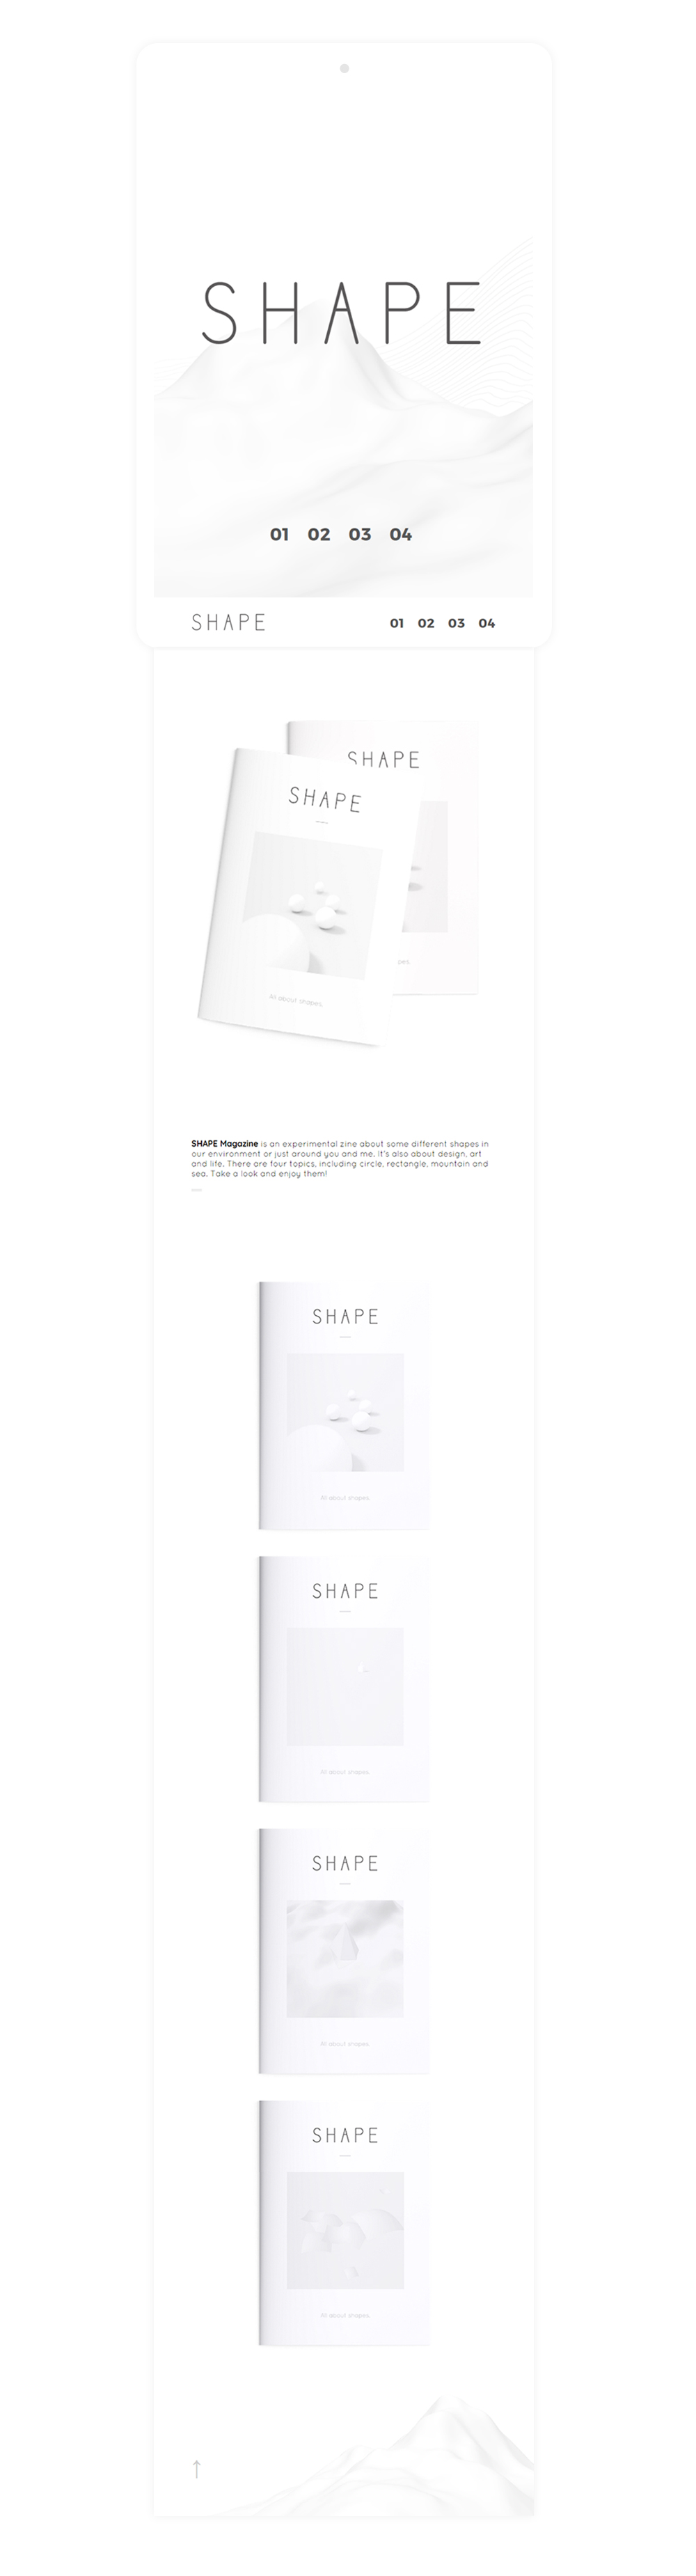 SHAPE
01 02 03 04
SHAPE
01 02 03 04
SHAPE
SHAPE
All about shapes.
pes.
SHAPE Magazine is an experimental zine about some different shapes in
our environment or just around you and me. It's also about design, art
and life. There are four topics, including circle, rectangle, mountain and
sea. Take a look and enjoy them!
SHAPE
All about shapes.
SHAPE
All about shapes.
SHAPE
All about shapes.
SHAPE
All about shapes.